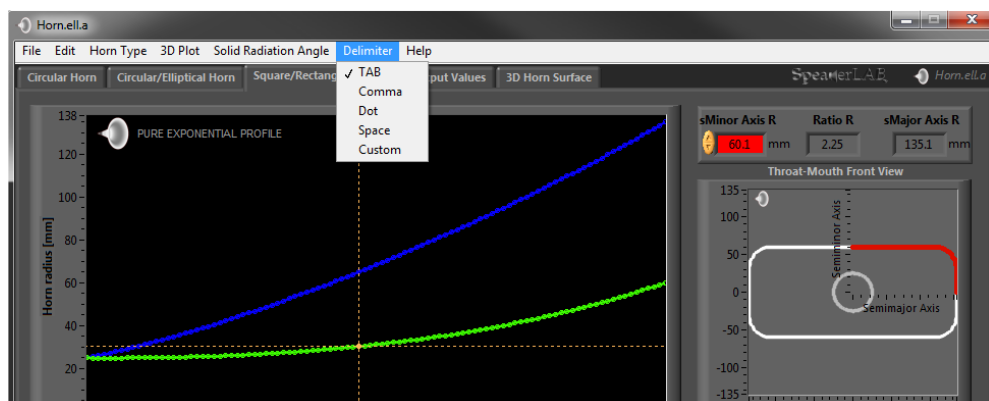 Horn.ell.a
File Edit Horn Type 3D Plot Solid Radiation Angle Delimiter Help
Circular Horn Circular/Elliptical Horn Square/Rectang put Values 3D Horn Surface SpeakerLAB Horn.ell.a
✓ TAB
Comma
Dot
Space
Custom
PURE EXPONENTIAL PROFILE
138
120
100
80
60
40
20
Horn radius [mm]
sMinor Axis R Ratio R sMajor Axis R
60.1 mm 2.25 135.1 mm
Throat-Mouth Front View
135
100
50
0
-50
-100
-135
Semiminor Axis
Semimajor Axis